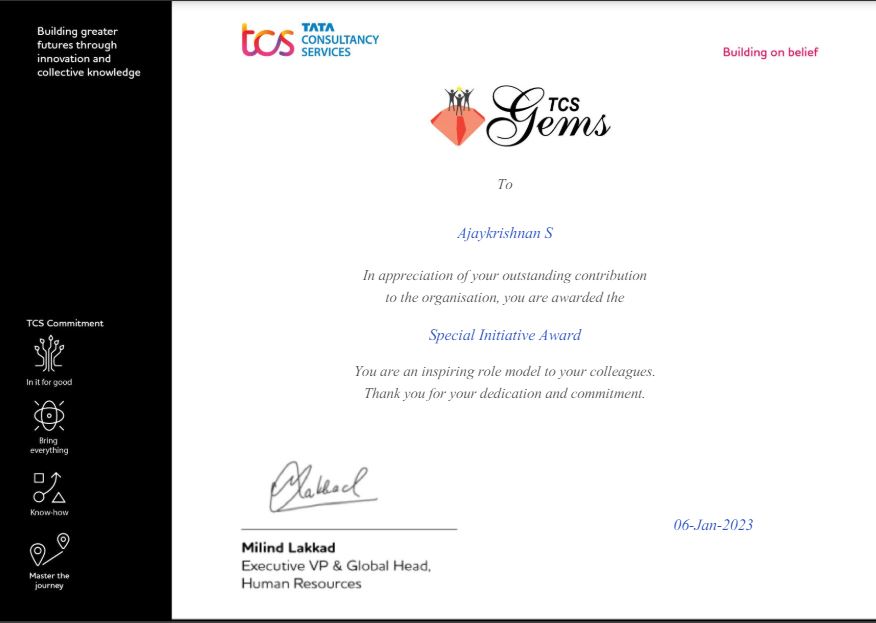 Building greater
futures through
innovation and
collective knowledge
tcs TATA
CONSULTANCY
SERVICES
Building on belief
TCS
Gems
To
Ajaykrishnan S
In appreciation of your outstanding contribution
to the organisation, you are awarded the
Special Initiative Award
You are an inspiring role model to your colleagues.
Thank you for your dedication and commitment.
TCS Commitment
In it for good
Bring
everything
Know-how
Master the
journey
Lakkad
Milind Lakkad
Executive VP & Global Head,
Human Resources
06-Jan-2023